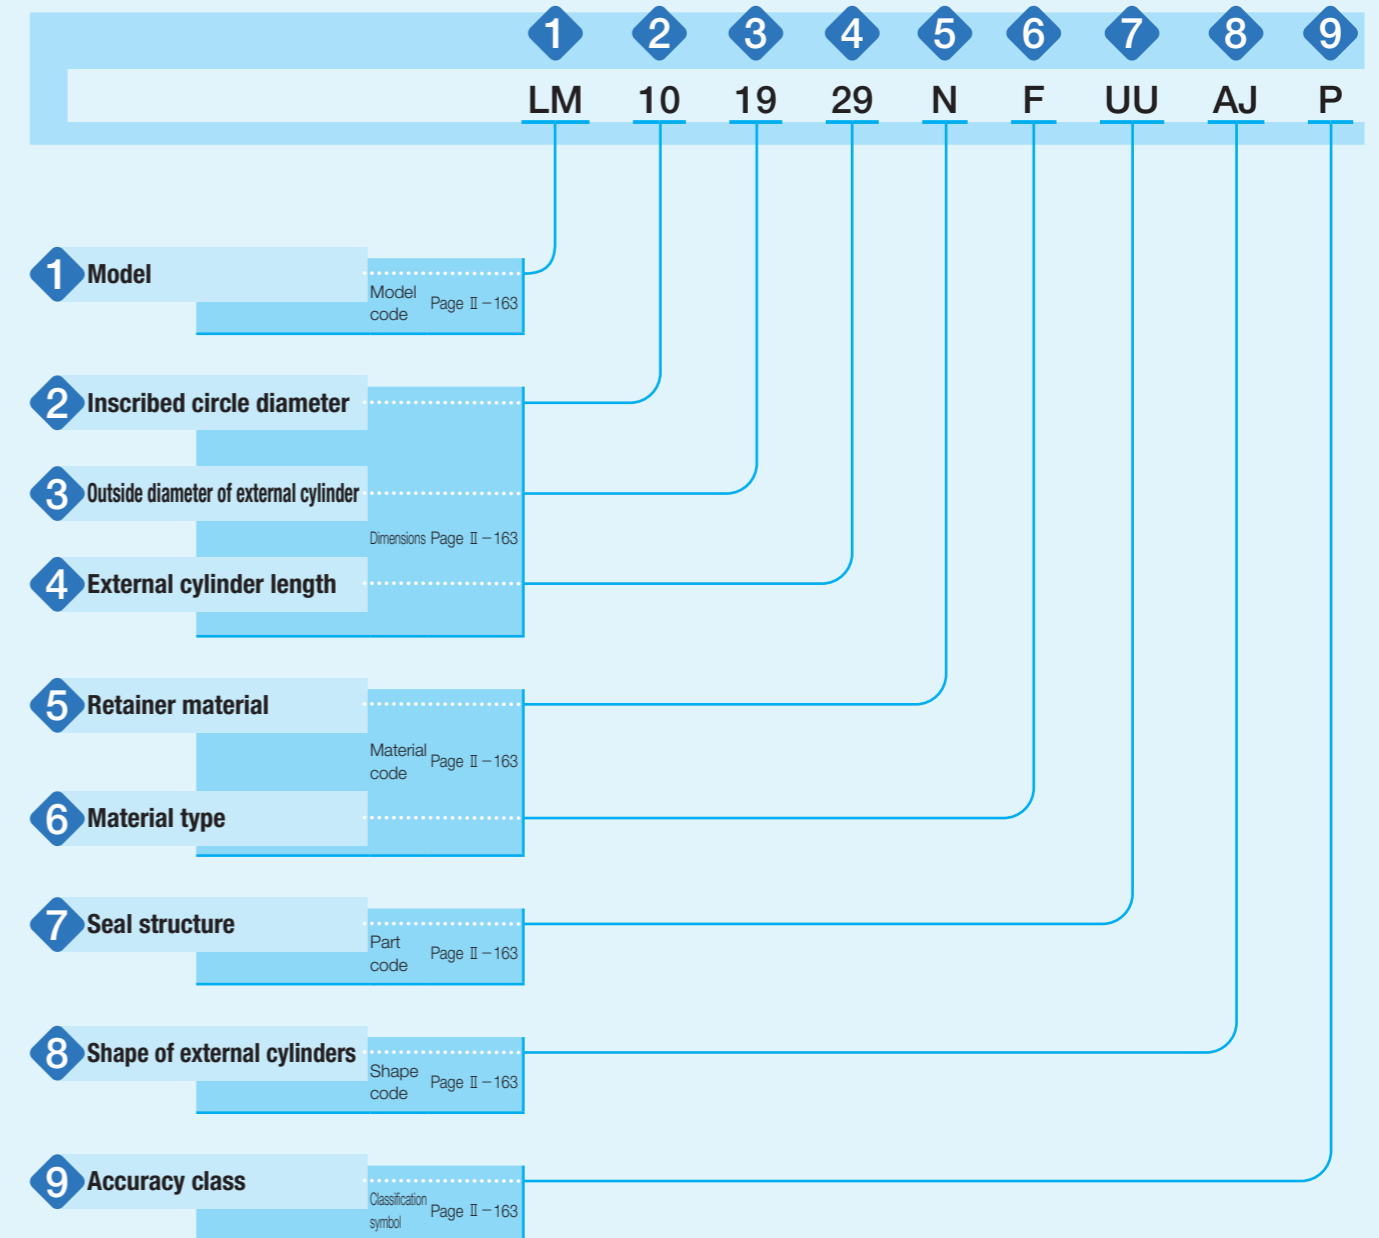 1 2 3 4 5 6 7 8 9
LM 10 19 29 N F UU AJ P
1 Model
Model
code Page Ⅱ－163
2 Inscribed circle diameter
3 Outside diameter of external cylinder
Dimensions Page Ⅱ－163
4 External cylinder length
5 Retainer material
Material
code Page Ⅱ－163
6 Material type
7 Seal structure
Part
code Page Ⅱ－163
8 Shape of external cylinders
Shape
code Page Ⅱ－163
9 Accuracy class
Classification
symbol Page Ⅱ－163